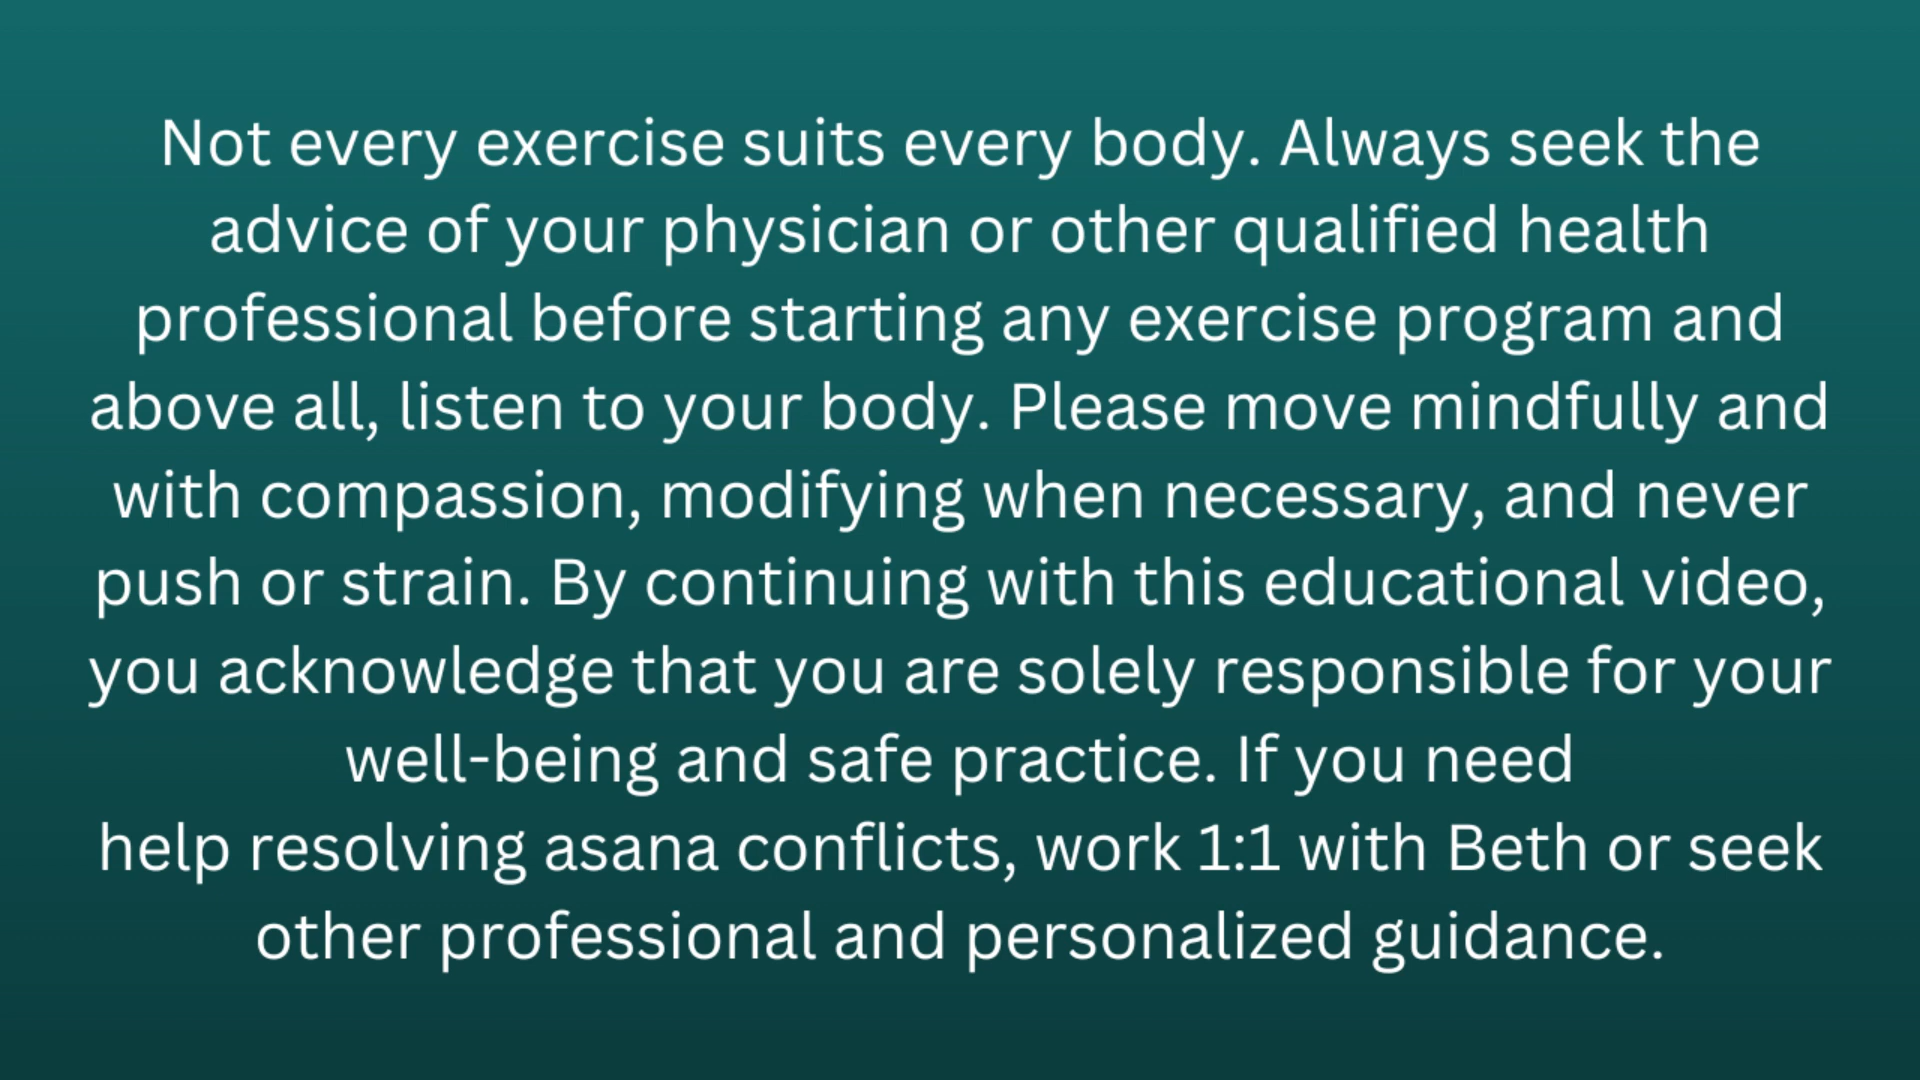 Not every exercise suits every body. Always seek the
advice of your physician or other qualified health
professional before starting any exercise program and
above all, listen to your body. Please move mindfully and
with compassion, modifying when necessary, and never
push or strain. By continuing with this educational video,
you acknowledge that you are solely responsible for your
well-being and safe practice. If you need
help resolving asana conflicts, work 1:1 with Beth or seek
other professional and personalized guidance.